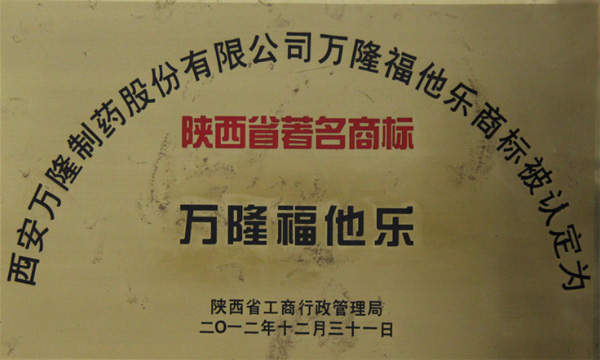 西安万隆制药股份有限公司万隆福他乐商标被认定为
陕西省著名商标
万隆福他乐
陕西省工商行政管理局
二〇一二年十二月三十一日